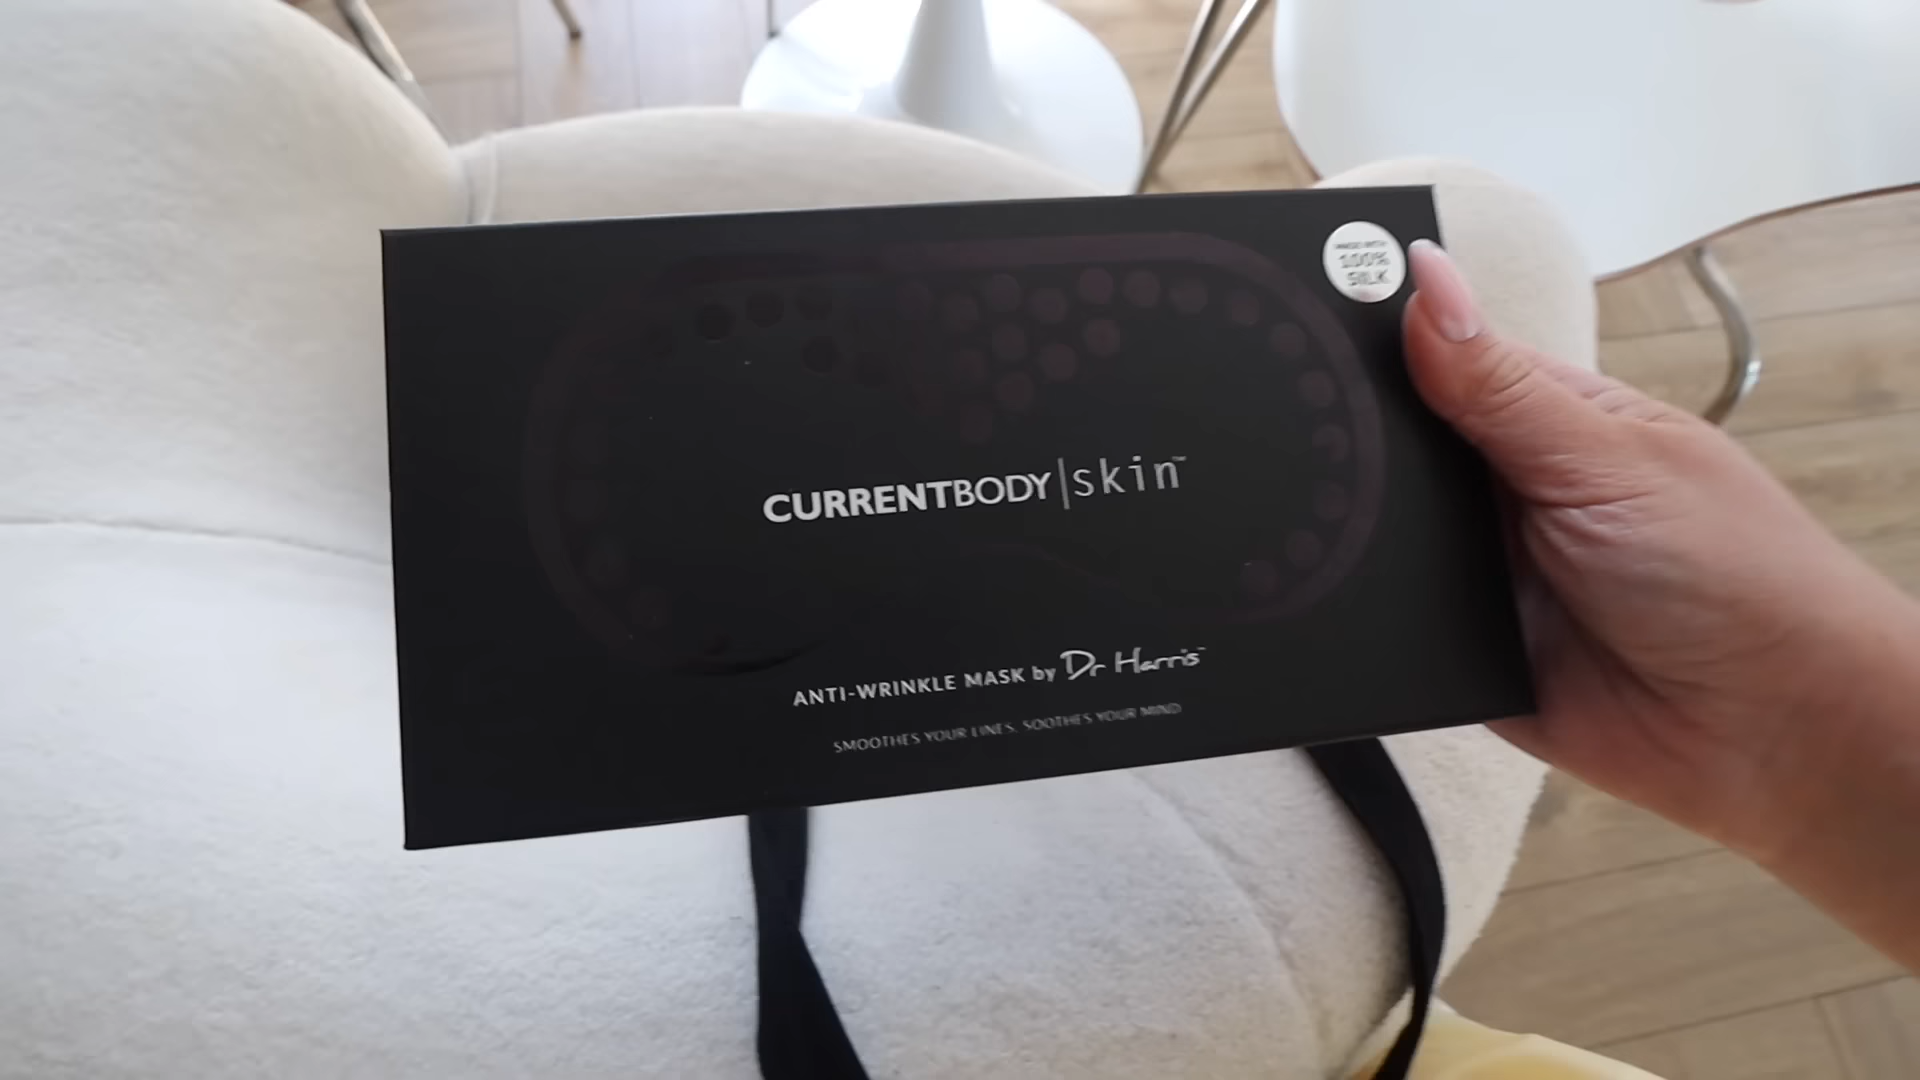 MADE WITH
100%
SILK
CURRENTBODY|skin™
ANTI-WRINKLE MASK by Dr Harris™
SMOOTHES YOUR LINES. SOOTHES YOUR MIND